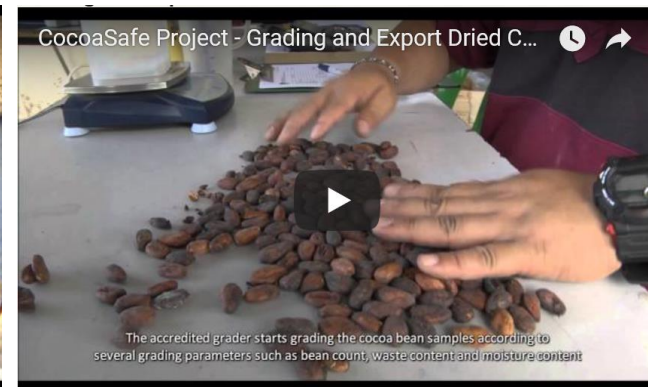 CocoaSafe Project - Grading and Export Dried C...
The accredited grader starts grading the cocoa bean samples according to
several grading parameters such as bean count, waste content and moisture content